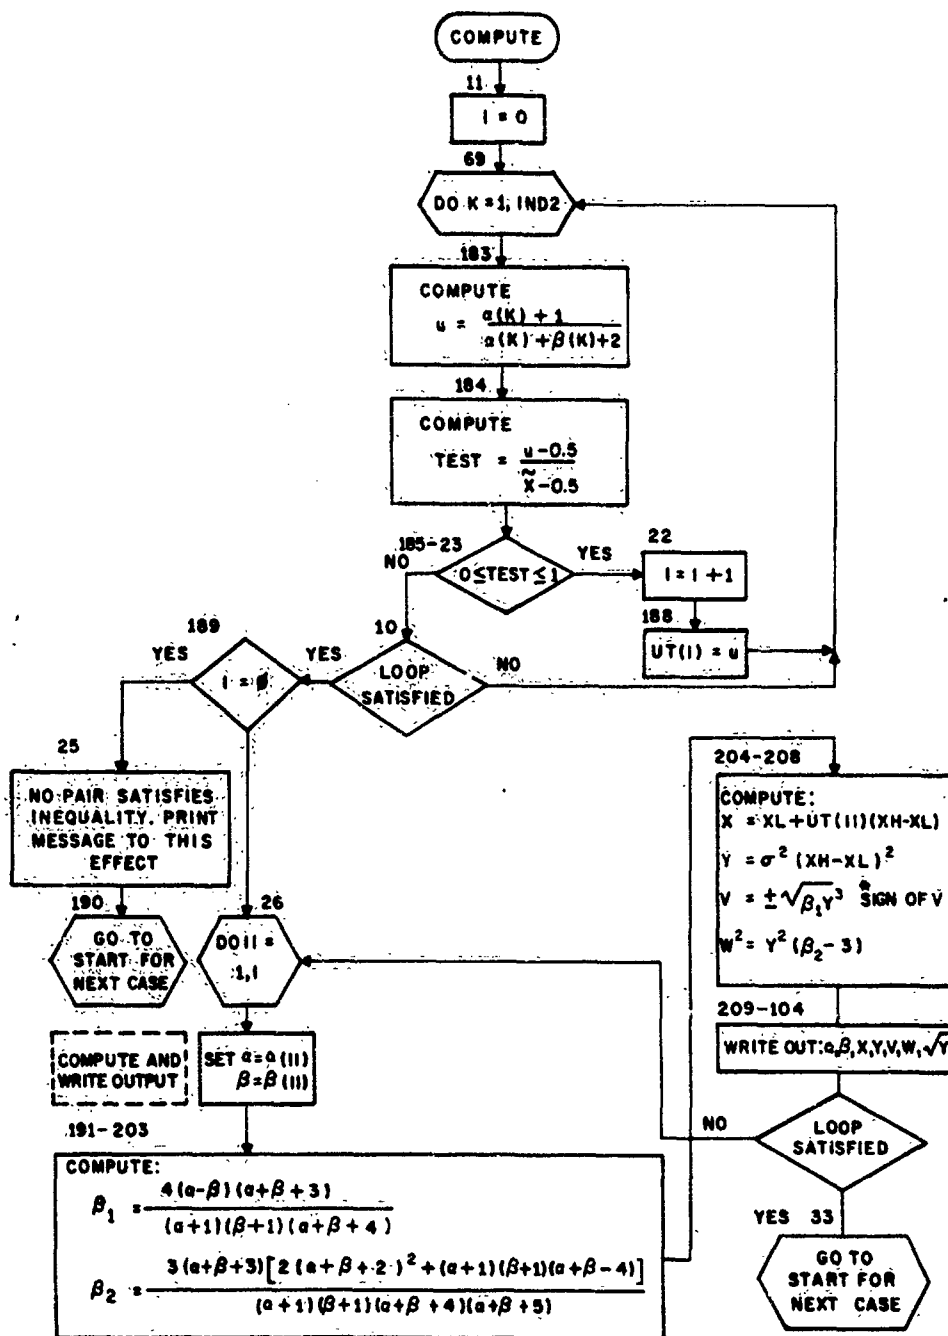 COMPUTE
11
I = 0
69
DO K = 1, IND2
183
COMPUTE
u = α(K) + 1 / α(K) + β(K) + 2
184
COMPUTE
TEST = u - 0.5 / x̃ - 0.5
185-23
NO
0 ≤ TEST ≤ 1
YES
22
I = I + 1
188
UT(I) = u
10
LOOP
SATISFIED
NO
YES
189
I = 0
YES
25
NO PAIR SATISFIES
INEQUALITY. PRINT
MESSAGE TO THIS
EFFECT
190
GO TO
START FOR
NEXT CASE
26
DO II =
1, I
COMPUTE AND
WRITE OUTPUT
SET α = α(II)
β = β(II)
191-203
COMPUTE:
β₁ = 4(α-β)(α+β+3) / (α+1)(β+1)(α+β+4)
β₂ = 3(α+β+3)[2(α+β+2)² + (α+1)(β+1)(α+β-4)] / (α+1)(β+1)(α+β+4)(α+β+5)
204-208
COMPUTE:
X = XL + UT(II)(XH-XL)
Y = σ² (XH-XL)²
V = ±√β₁Y³ * SIGN OF V
W² = Y² (β₂ - 3)
209-104
WRITE OUT: α,β,X,Y,V,W,√Y
LOOP
SATISFIED
NO
YES 33
GO TO
START FOR
NEXT CASE